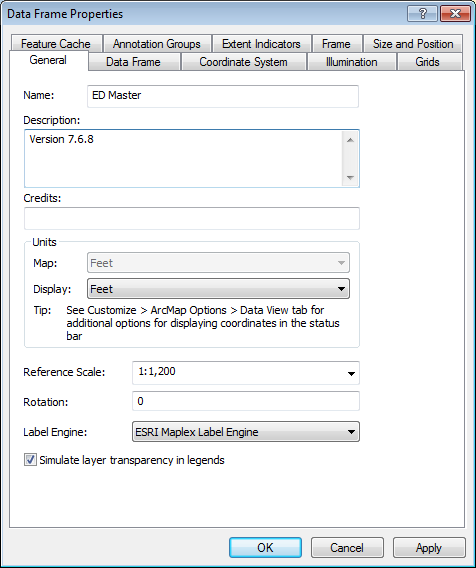 Data Frame Properties
Feature Cache Annotation Groups Extent Indicators Frame Size and Position
General Data Frame Coordinate System Illumination Grids
Name: ED Master
Description:
Version 7.6.8
Credits:
Units
Map: Feet
Display: Feet
Tip: See Customize > ArcMap Options > Data View tab for
additional options for displaying coordinates in the status
bar
Reference Scale: 1:1,200
Rotation: 0
Label Engine: ESRI Maplex Label Engine
Simulate layer transparency in legends
OK Cancel Apply